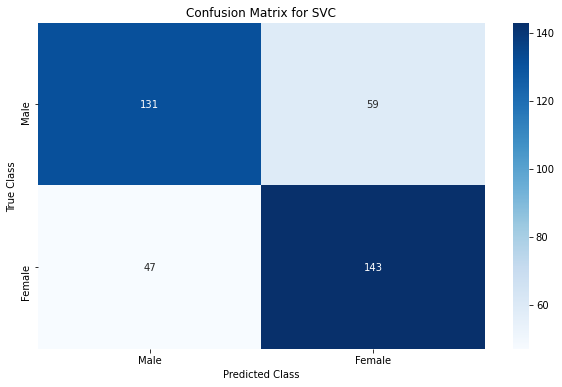 Confusion Matrix for SVC
True Class
Male
131
59
Female
47
143
Male
Female
Predicted Class
140
120
100
80
60